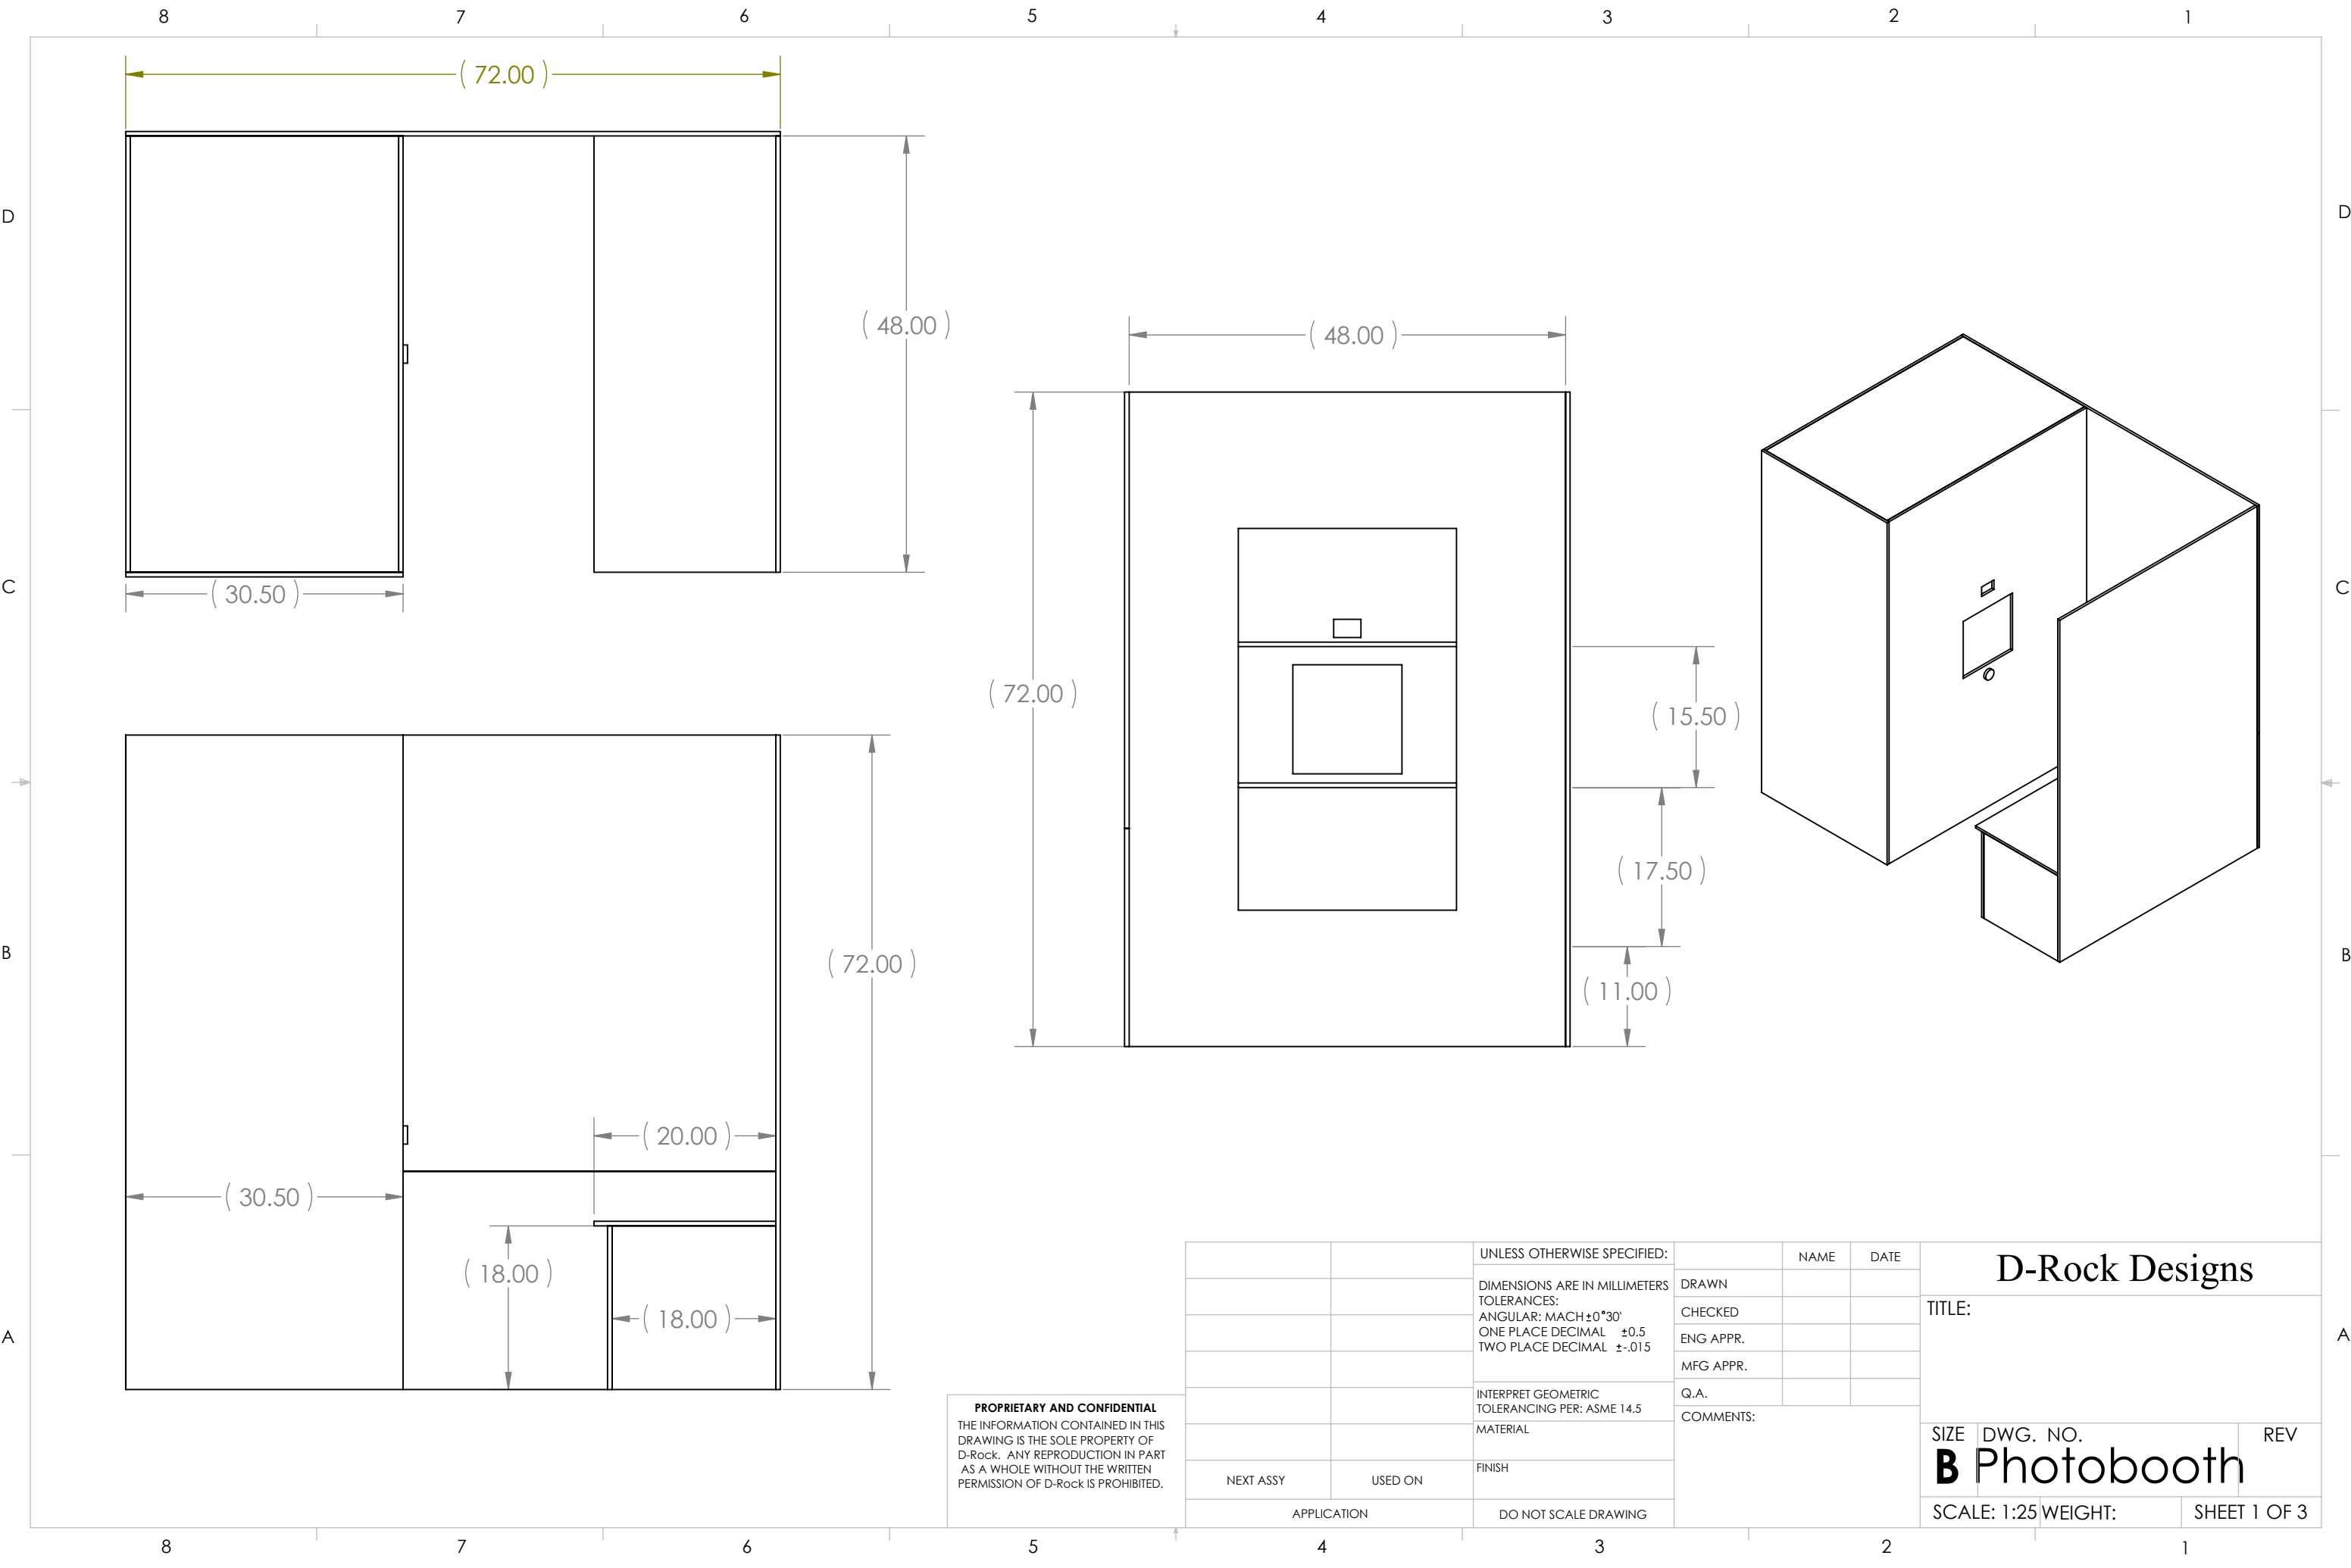 8 7 6 5 4 3 2 1
D D
C C
B B
A A
( 72.00 )
( 48.00 )
( 30.50 )
( 48.00 )
( 72.00 )
( 15.50 )
( 17.50 )
( 11.00 )
( 72.00 )
( 20.00 )
( 30.50 )
( 18.00 )
( 18.00 )
PROPRIETARY AND CONFIDENTIAL
THE INFORMATION CONTAINED IN THIS
DRAWING IS THE SOLE PROPERTY OF
D-Rock. ANY REPRODUCTION IN PART
AS A WHOLE WITHOUT THE WRITTEN
PERMISSION OF D-Rock IS PROHIBITED.
NEXT ASSY USED ON
APPLICATION
UNLESS OTHERWISE SPECIFIED:
DIMENSIONS ARE IN MILLIMETERS
TOLERANCES:
ANGULAR: MACH±0°30'
ONE PLACE DECIMAL ±0.5
TWO PLACE DECIMAL ±-.015
INTERPRET GEOMETRIC
TOLERANCING PER: ASME 14.5
MATERIAL
FINISH
DO NOT SCALE DRAWING
NAME DATE
DRAWN
CHECKED
ENG APPR.
MFG APPR.
Q.A.
COMMENTS:
D-Rock Designs
TITLE:
SIZE DWG. NO. REV
B Photobooth
SCALE: 1:25 WEIGHT: SHEET 1 OF 3
8 7 6 5 4 3 2 1